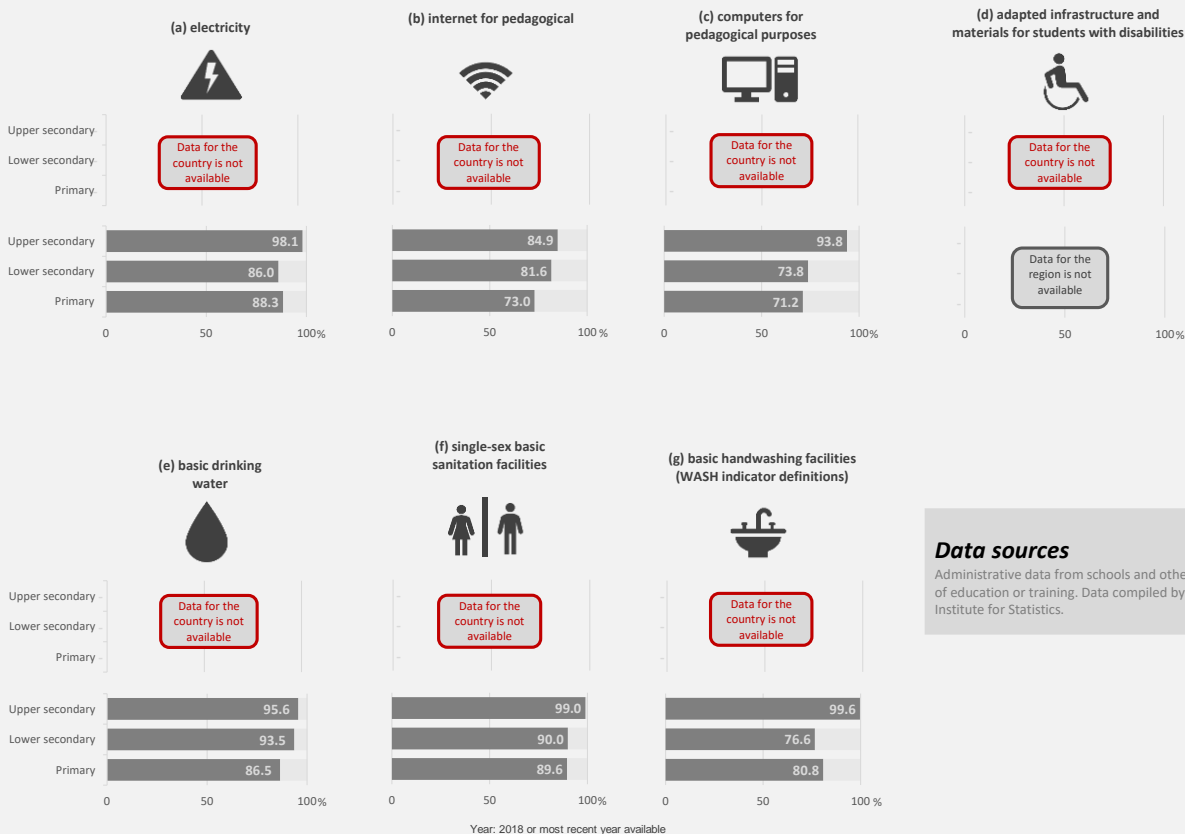 (a) electricity
(b) internet for pedagogical
(c) computers for
pedagogical purposes
(d) adapted infrastructure and
materials for students with disabilities
Upper secondary
Lower secondary
Primary
Data for the
country is not
available
Data for the
country is not
available
Data for the
country is not
available
Data for the
country is not
available
Upper secondary
Lower secondary
Primary
98.1
86.0
88.3
84.9
81.6
73.0
93.8
73.8
71.2
Data for the
region is not
available
0 50 100%
0 50 100%
0 50 100%
0 50 100%
(e) basic drinking
water
(f) single-sex basic
sanitation facilities
(g) basic handwashing facilities
(WASH indicator definitions)
Upper secondary
Lower secondary
Primary
Data for the
country is not
available
Data for the
country is not
available
Data for the
country is not
available
Upper secondary
Lower secondary
Primary
95.6
93.5
86.5
99.0
90.0
89.6
99.6
76.6
80.8
0 50 100%
0 50 100%
0 50 100 %
Data sources
Administrative data from schools and othe
of education or training. Data compiled by
Institute for Statistics.
Year: 2018 or most recent year available